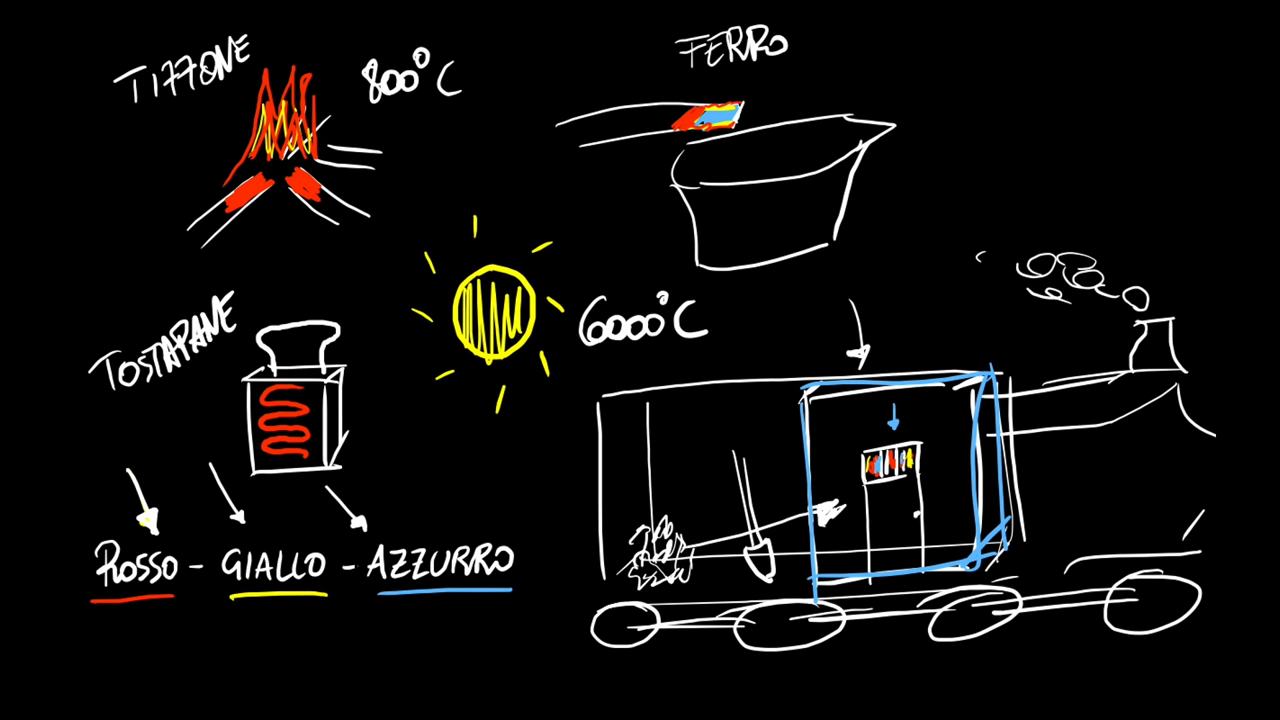 TIZZONE
800°C
FERRO
6000°C
TOSTAPANE
ROSSO - GIALLO - AZZURRO